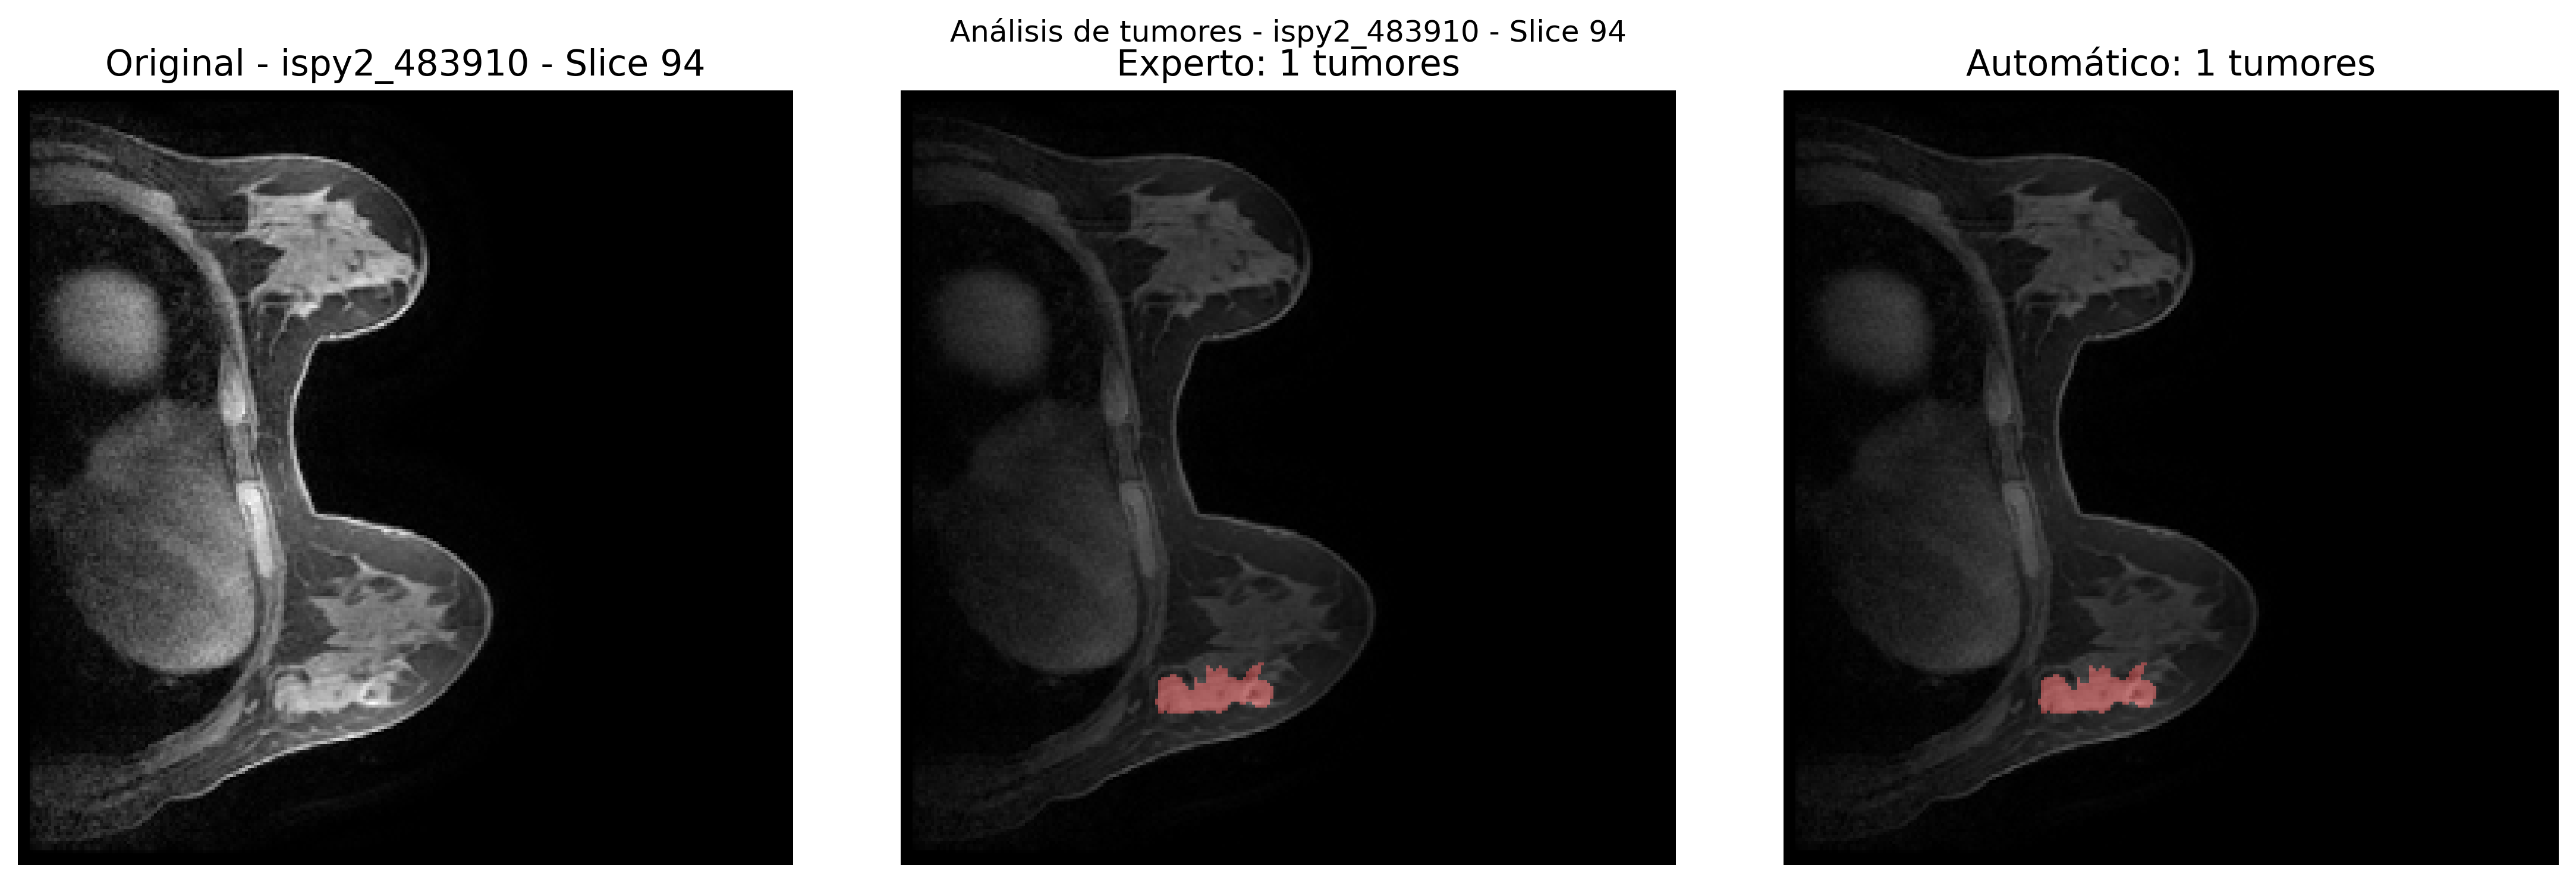 Análisis de tumores - ispy2_483910 - Slice 94
Original - ispy2_483910 - Slice 94
Experto: 1 tumores
Automático: 1 tumores